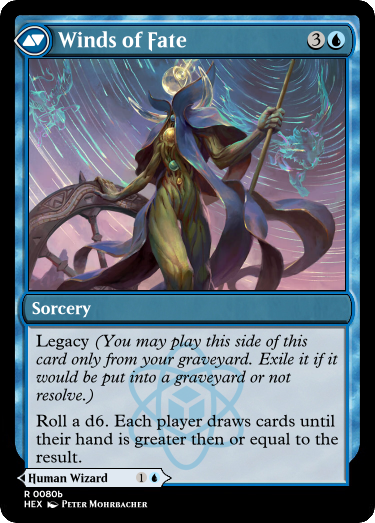 Winds of Fate 3
Sorcery
Legacy (You may play this side of this
card only from your graveyard. Exile it if it
would be put into a graveyard or not
resolve.)
Roll a d6. Each player draws cards until
their hand is greater then or equal to the
result.
Human Wizard 1
R 0080b
HEX PETER MOHRBACHER